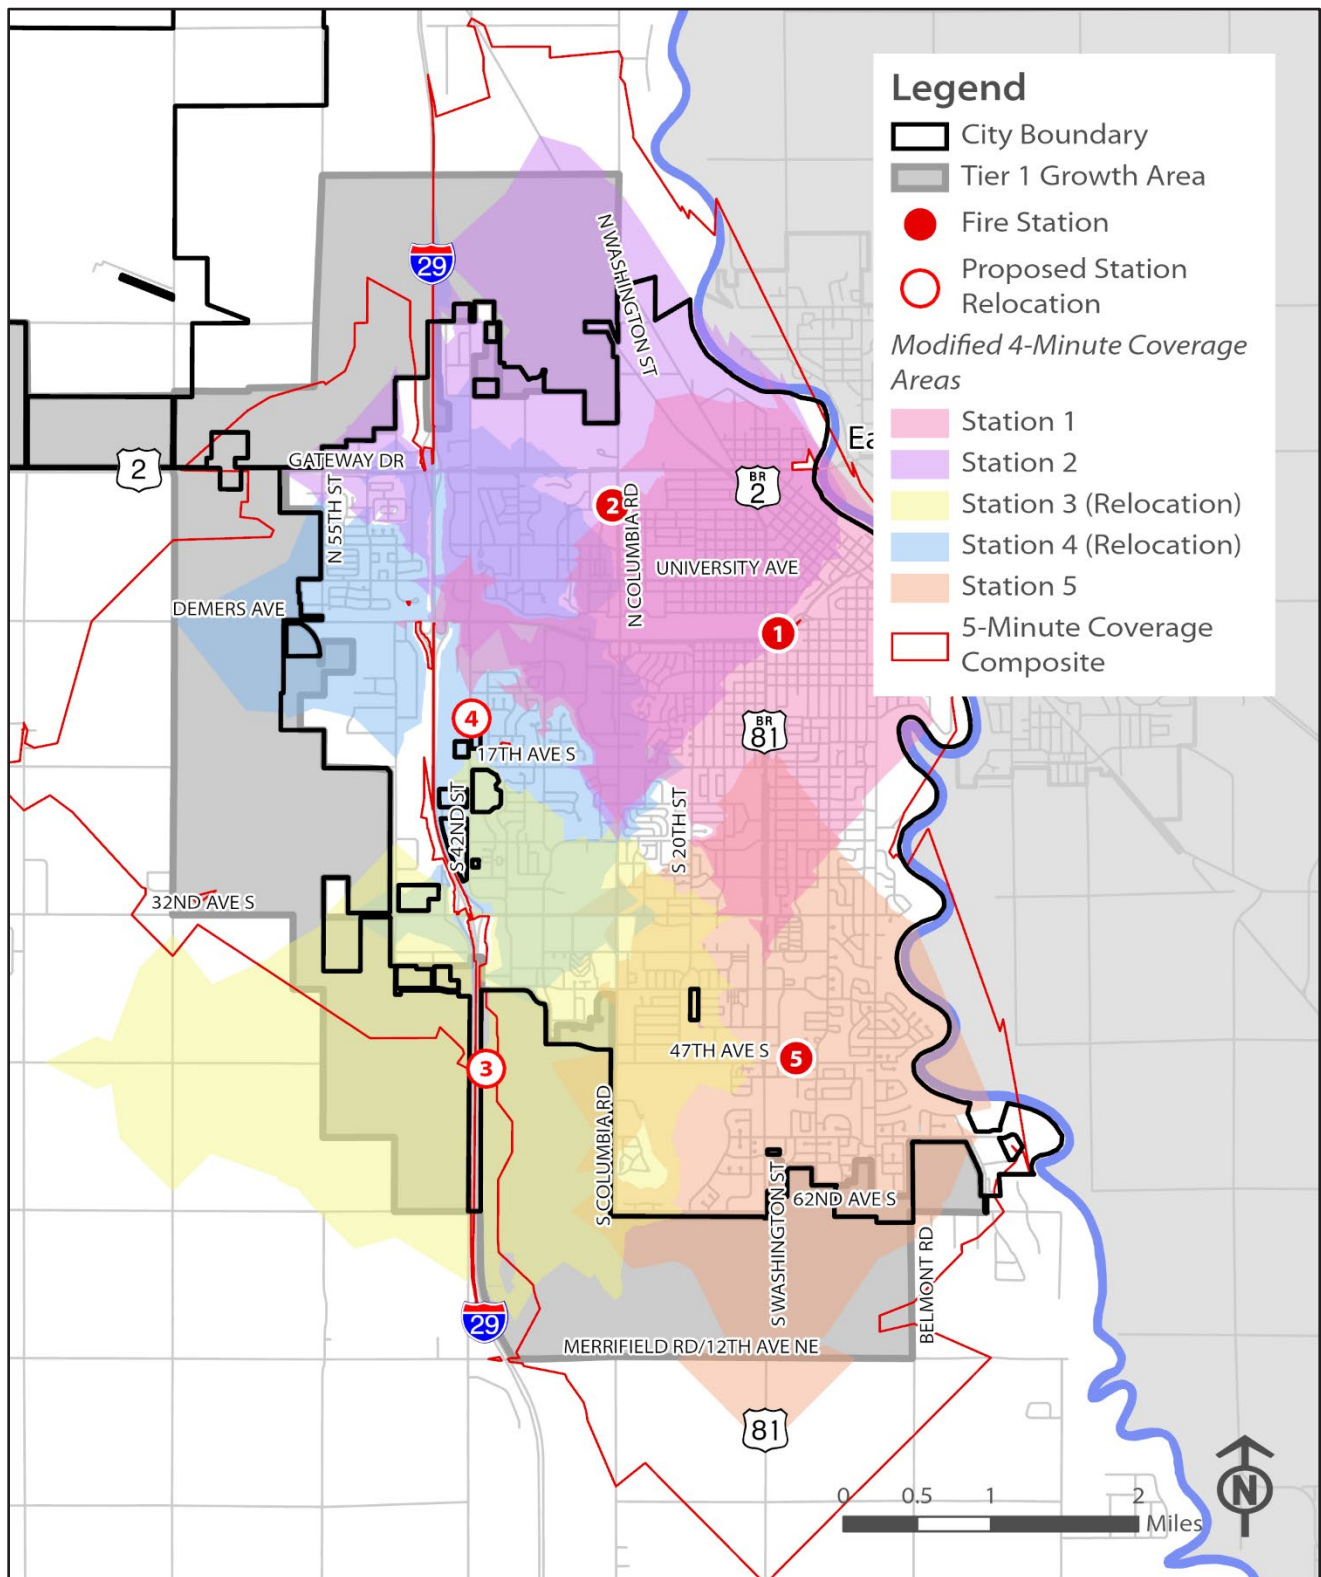 Legend
City Boundary
Tier 1 Growth Area
Fire Station
Proposed Station
Relocation
Modified 4-Minute Coverage
Areas
Station 1
Station 2
Station 3 (Relocation)
Station 4 (Relocation)
Station 5
5-Minute Coverage
Composite
29
N WASHINGTON ST
Ea
2
GATEWAY DR
BR
2
N 55TH ST
2
N COLUMBIA RD
UNIVERSITY AVE
DEMERS AVE
1
4
17TH AVE S
BR
81
S 42ND ST
S 20TH ST
32ND AVE S
3
47TH AVE S
5
S COLUMBIA RD
S WASHINGTON ST
62ND AVE S
BELMONT RD
29
MERRIFIELD RD/12TH AVE NE
81
N
0 0.5 1 2
Miles